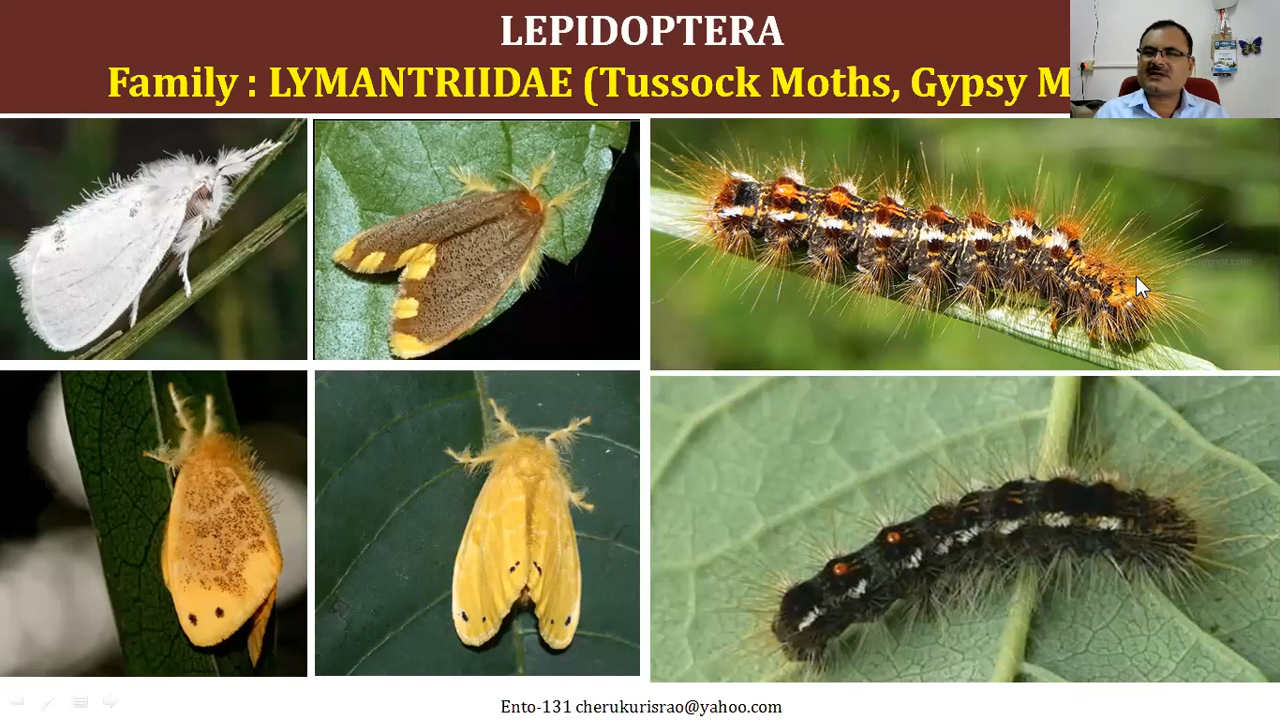 LEPIDOPTERA
Family : LYMANTRIIDAE (Tussock Moths, Gypsy M
Ento-131 cherukurisrao@yahoo.com